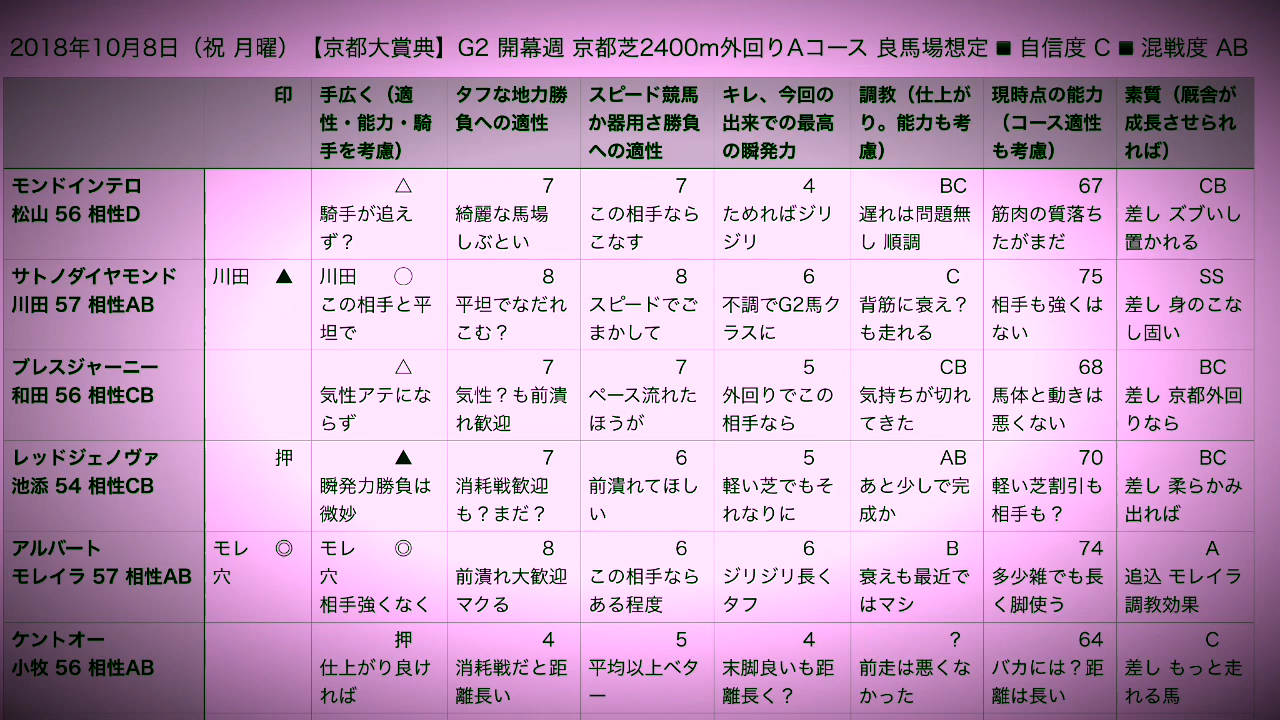 2018年10月8日（祝 月曜）【京都大賞典】G2 開幕週 京都芝2400m外回りAコース 良馬場想定 ■ 自信度 C ■ 混戦度 AB
印
手広く（適性・能力・騎手を考慮）
タフな地力勝負への適性
スピード競馬か器用さ勝負への適性
キレ、今回の出来での最高の瞬発力
調教（仕上がり。能力も考慮）
現時点の能力（コース適性も考慮）
素質（厩舎が成長させられれば）
モンドインテロ
松山 56 相性D
△
騎手が追えず？
7
綺麗な馬場しぶとい
7
この相手ならこなす
4
ためればジリジリ
BC
遅れは問題無し 順調
67
筋肉の質落ちたがまだ
CB
差し ズブいし置かれる
サトノダイヤモンド
川田 57 相性AB
川田 ▲
川田 ○
この相手と平坦で
8
平坦でなだれこむ？
8
スピードでごまかして
6
不調でG2馬クラスに
C
背筋に衰え？も走れる
75
相手も強くはない
SS
差し 身のこなし固い
ブレスジャーニー
和田 56 相性CB
△
気性アテにならず
7
気性？も前潰れ歓迎
7
ペース流れたほうが
5
外回りでこの相手なら
CB
気持ちが切れてきた
68
馬体と動きは悪くない
BC
差し 京都外回りなら
レッドジェノヴァ
池添 54 相性CB
押
▲
瞬発力勝負は微妙
7
消耗戦歓迎も？まだ？
6
前潰れてほしい
5
軽い芝でもそれなりに
AB
あと少しで完成か
70
軽い芝割引も相手も？
BC
差し 柔らかみ出れば
アルバート
モレイラ 57 相性AB
モレ ◎
穴
モレ ◎
穴
相手強くなく
8
前潰れ大歓迎マクる
6
この相手ならある程度
6
ジリジリ長くタフ
B
衰えも最近ではマシ
74
多少雑でも長く脚使う
A
追込 モレイラ調教効果
ケントオー
小牧 56 相性AB
押
仕上がり良ければ
4
消耗戦だと距離長い
5
平均以上ベター
4
末脚良いも距離長く？
?
前走は悪くなかった
64
バカには？距離は長い
C
差し もっと走れる馬